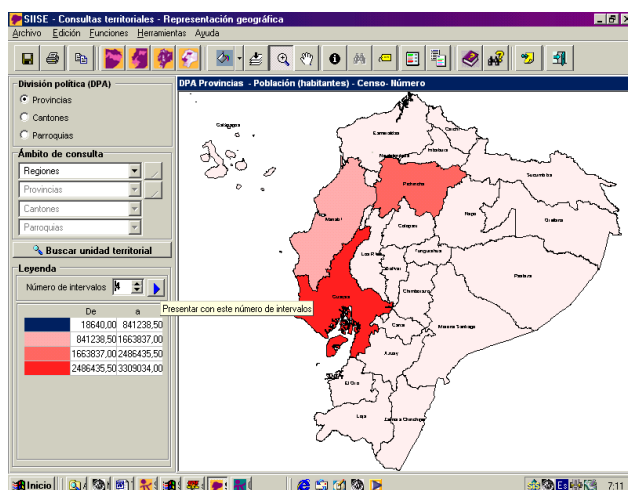 SIISE - Consultas territoriales - Representación geográfica
Archivo Edición Funciones Herramientas Ayuda
División política (DPA)
Provincias
Cantones
Parroquias
Ámbito de consulta
Regiones
Provincias
Cantones
Parroquias
Buscar unidad territorial
Leyenda
Número de intervalos 4
Presentar con este número de intervalos
De a
18640,00 841238,50
841238,50 1663837,00
1663837,00 2486435,50
2486435,50 3309034,00
DPA Provincias - Población (habitantes) - Censo- Número
Galápagos
Esmeraldas
Carchi
Imbabura
Sucumbíos
Pichincha
Napo
Orellana
Manabí
Cotopaxi
Los Ríos
Tungurahua
Bolívar
Pastaza
Chimborazo
Guayas
Cañar
Morona Santiago
Azuay
El Oro
Loja
Zamora Chinchipe
Inicio
Es
7:11